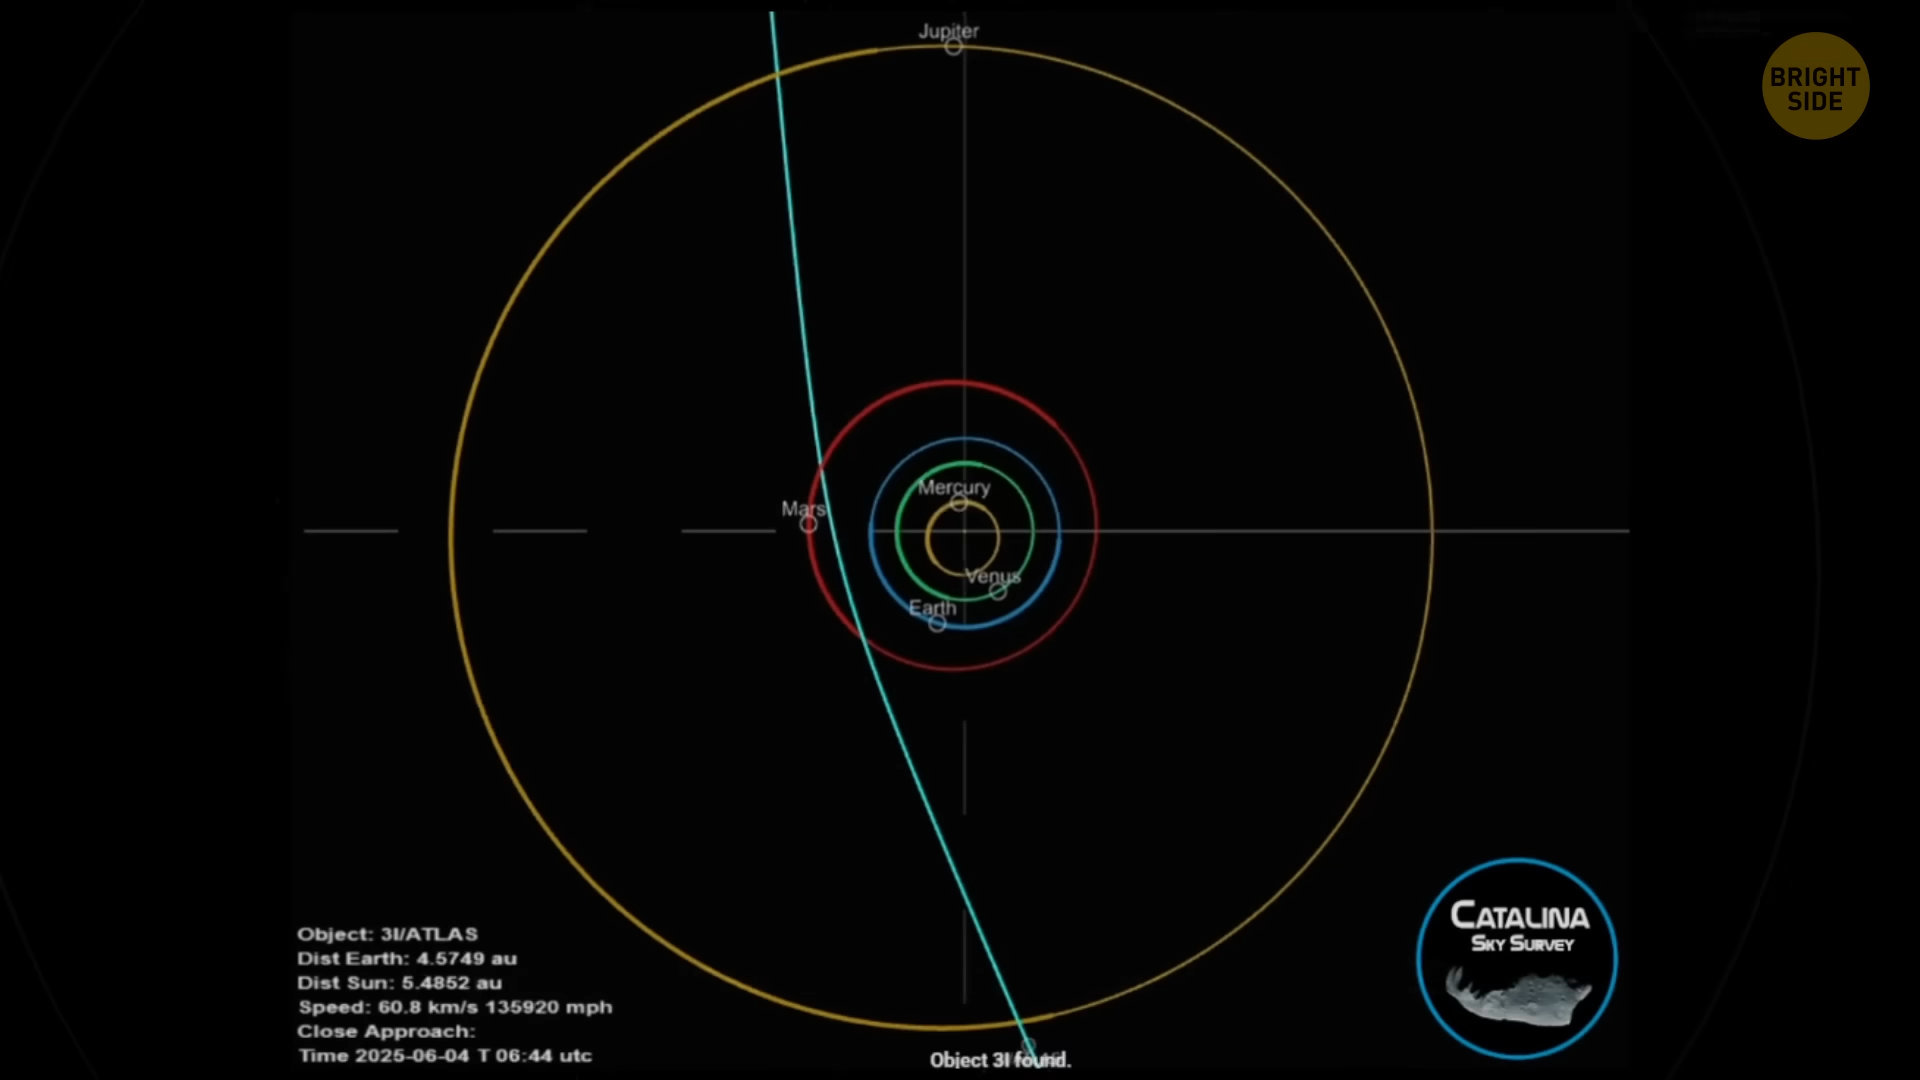 Jupiter
BRIGHT
SIDE
Mercury
Mars
Venus
Earth
CATALINA
SKY SURVEY
Object: 3I/ATLAS
Dist Earth: 4.5749 au
Dist Sun: 5.4852 au
Speed: 60.8 km/s 135920 mph
Close Approach:
Time 2025-06-04 T 06:44 utc
Object 3I found.